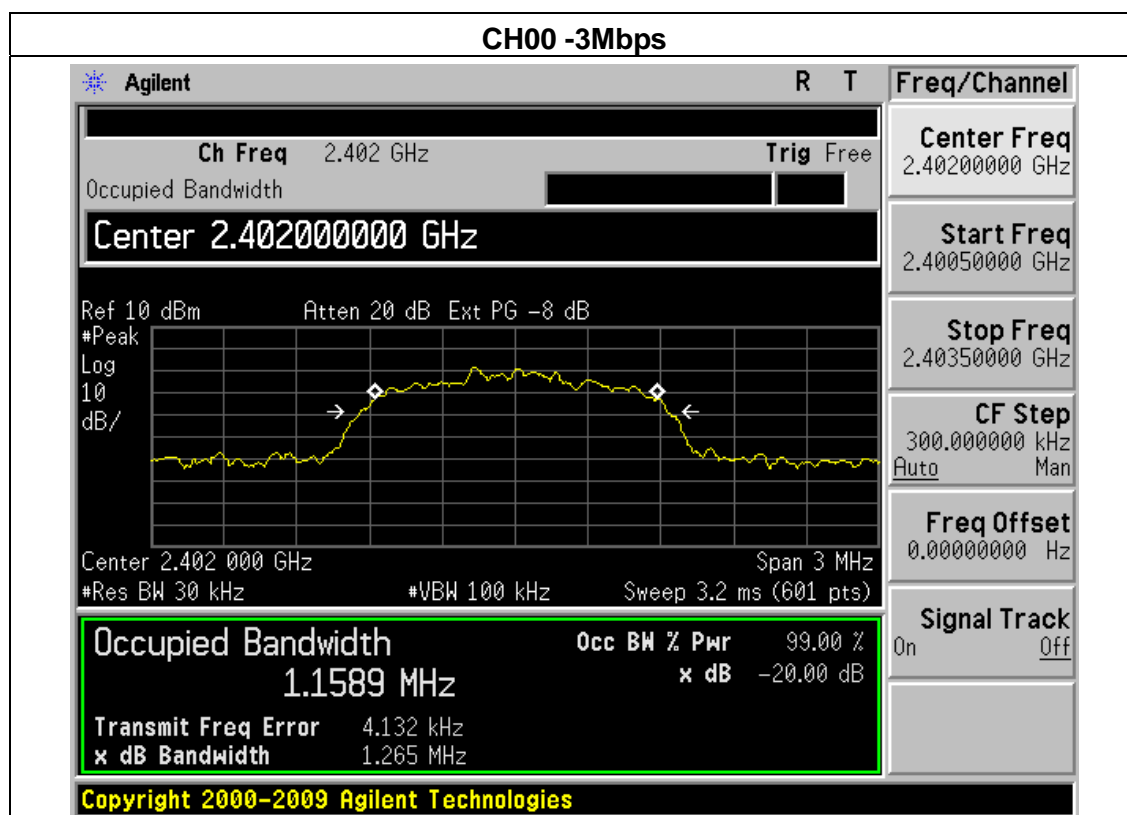 CH00 -3Mbps
Agilent R T
Ch Freq 2.402 GHz Trig Free
Occupied Bandwidth
Center 2.402000000 GHz
Ref 10 dBm Atten 20 dB Ext PG -8 dB
#Peak
Log
10
dB/
Center 2.402 000 GHz Span 3 MHz
#Res BW 30 kHz #VBW 100 kHz Sweep 3.2 ms (601 pts)
Occupied Bandwidth Occ BW % Pwr 99.00 %
1.1589 MHz x dB -20.00 dB
Transmit Freq Error 4.132 kHz
x dB Bandwidth 1.265 MHz
Copyright 2000-2009 Agilent Technologies
Freq/Channel
Center Freq
2.40200000 GHz
Start Freq
2.40050000 GHz
Stop Freq
2.40350000 GHz
CF Step
300.000000 kHz
Auto Man
Freq Offset
0.00000000 Hz
Signal Track
On Off